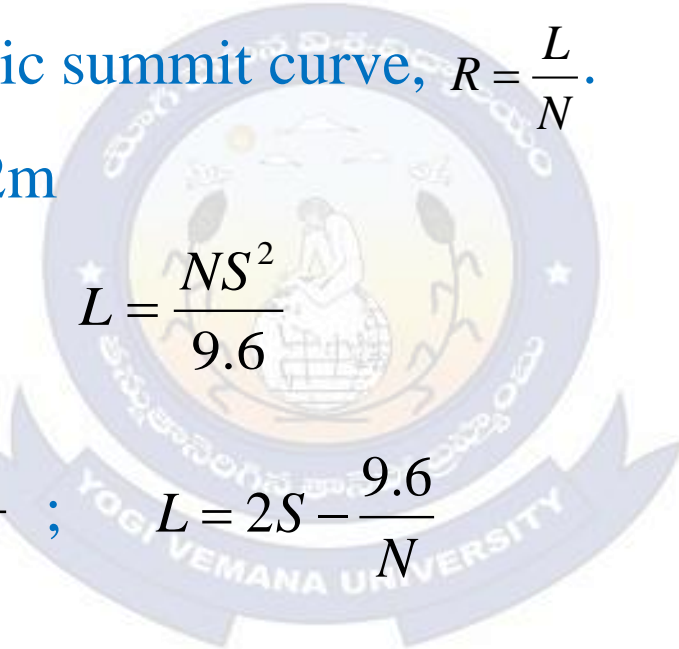 ic summit curve, R = L/N.
2m
L = NS²/9.6
; L = 2S − 9.6/N
YOGI VEMANA UNIVERSITY